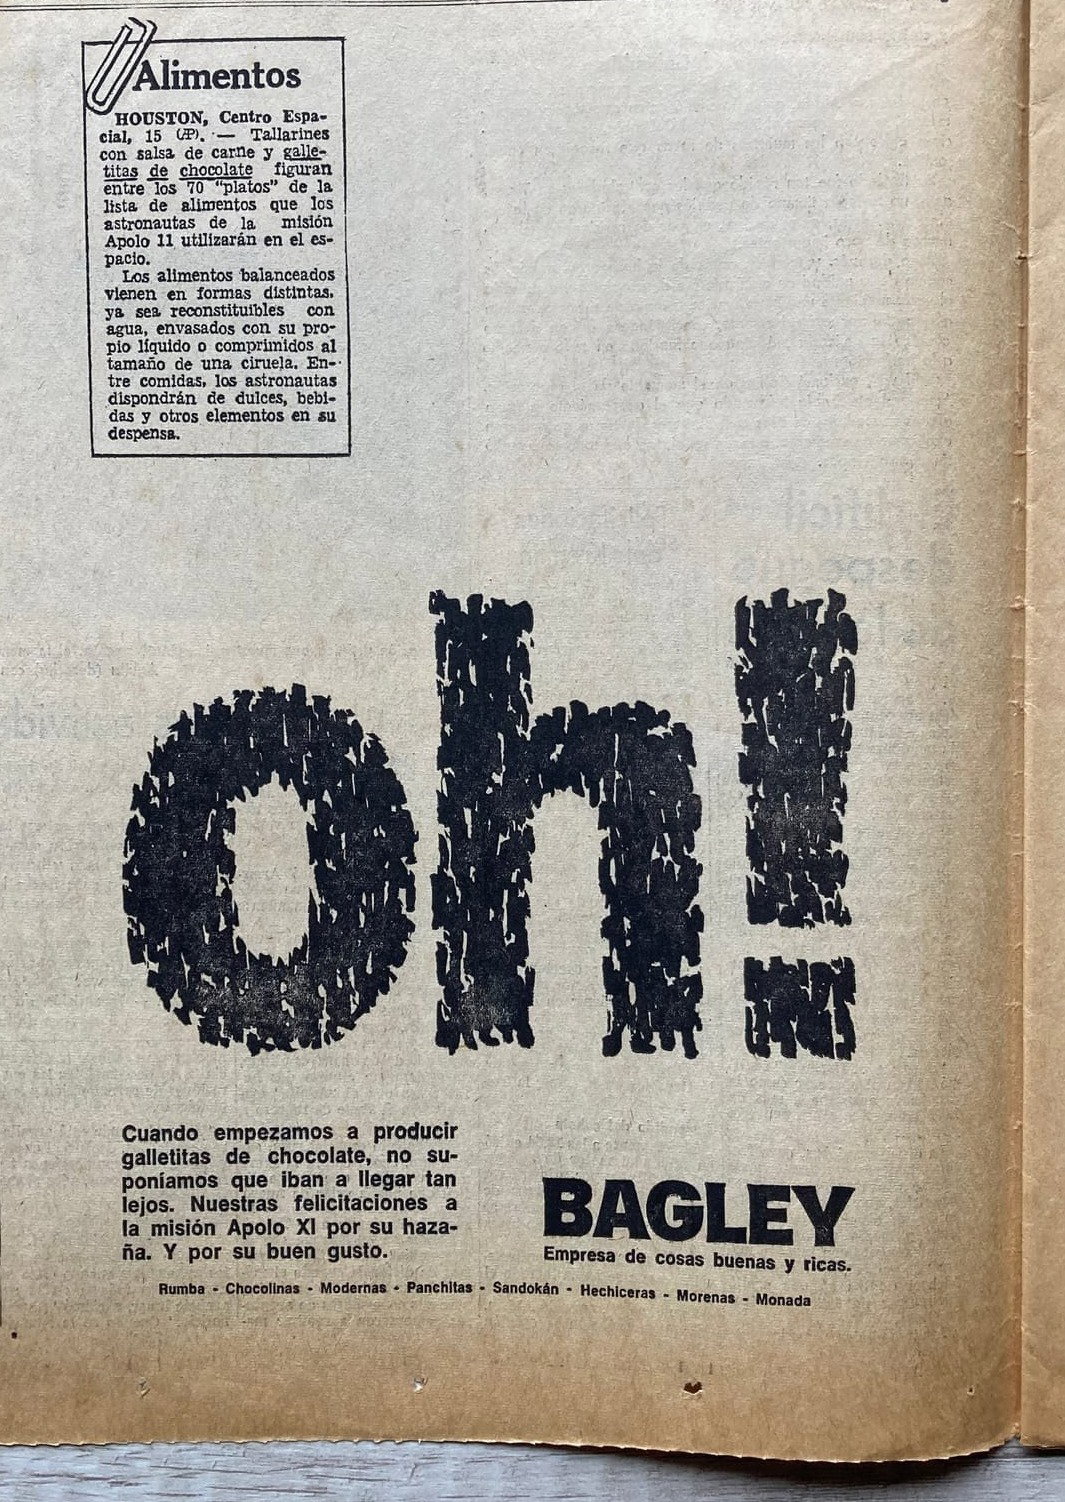 Alimentos
HOUSTON, Centro Espa-
cial, 15 (AP). — Tallarines
con salsa de carne y galle-
titas de chocolate figuran
entre los 70 "platos" de la
lista de alimentos que los
astronautas de la misión
Apolo 11 utilizarán en el es-
pacio.
Los alimentos balanceados
vienen en formas distintas,
ya sea reconstituibles con
agua, envasados con su pro-
pio líquido o comprimidos al
tamaño de una ciruela. En-
tre comidas, los astronautas
dispondrán de dulces, bebi-
das y otros elementos en su
despensa.
oh!
Cuando empezamos a producir
galletitas de chocolate, no su-
poníamos que iban a llegar tan
lejos. Nuestras felicitaciones a
la misión Apolo XI por su haza-
ña. Y por su buen gusto.
BAGLEY
Empresa de cosas buenas y ricas.
Rumba - Chocolinas - Modernas - Panchitas - Sandokán - Hechiceras - Morenas - Monada